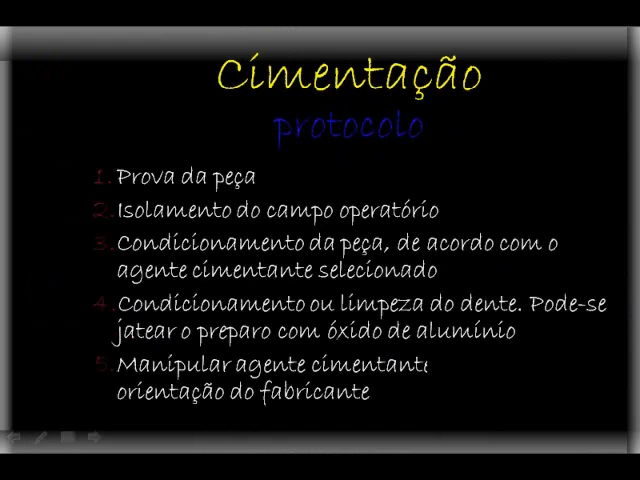 Cimentação
protocolo
1. Prova da peça
2. Isolamento do campo operatório
3. Condicionamento da peça, de acordo com o
agente cimentante selecionado
4. Condicionamento ou limpeza do dente. Pode-se
jatear o preparo com óxido de alumínio
5. Manipular agente cimentante
orientação do fabricante